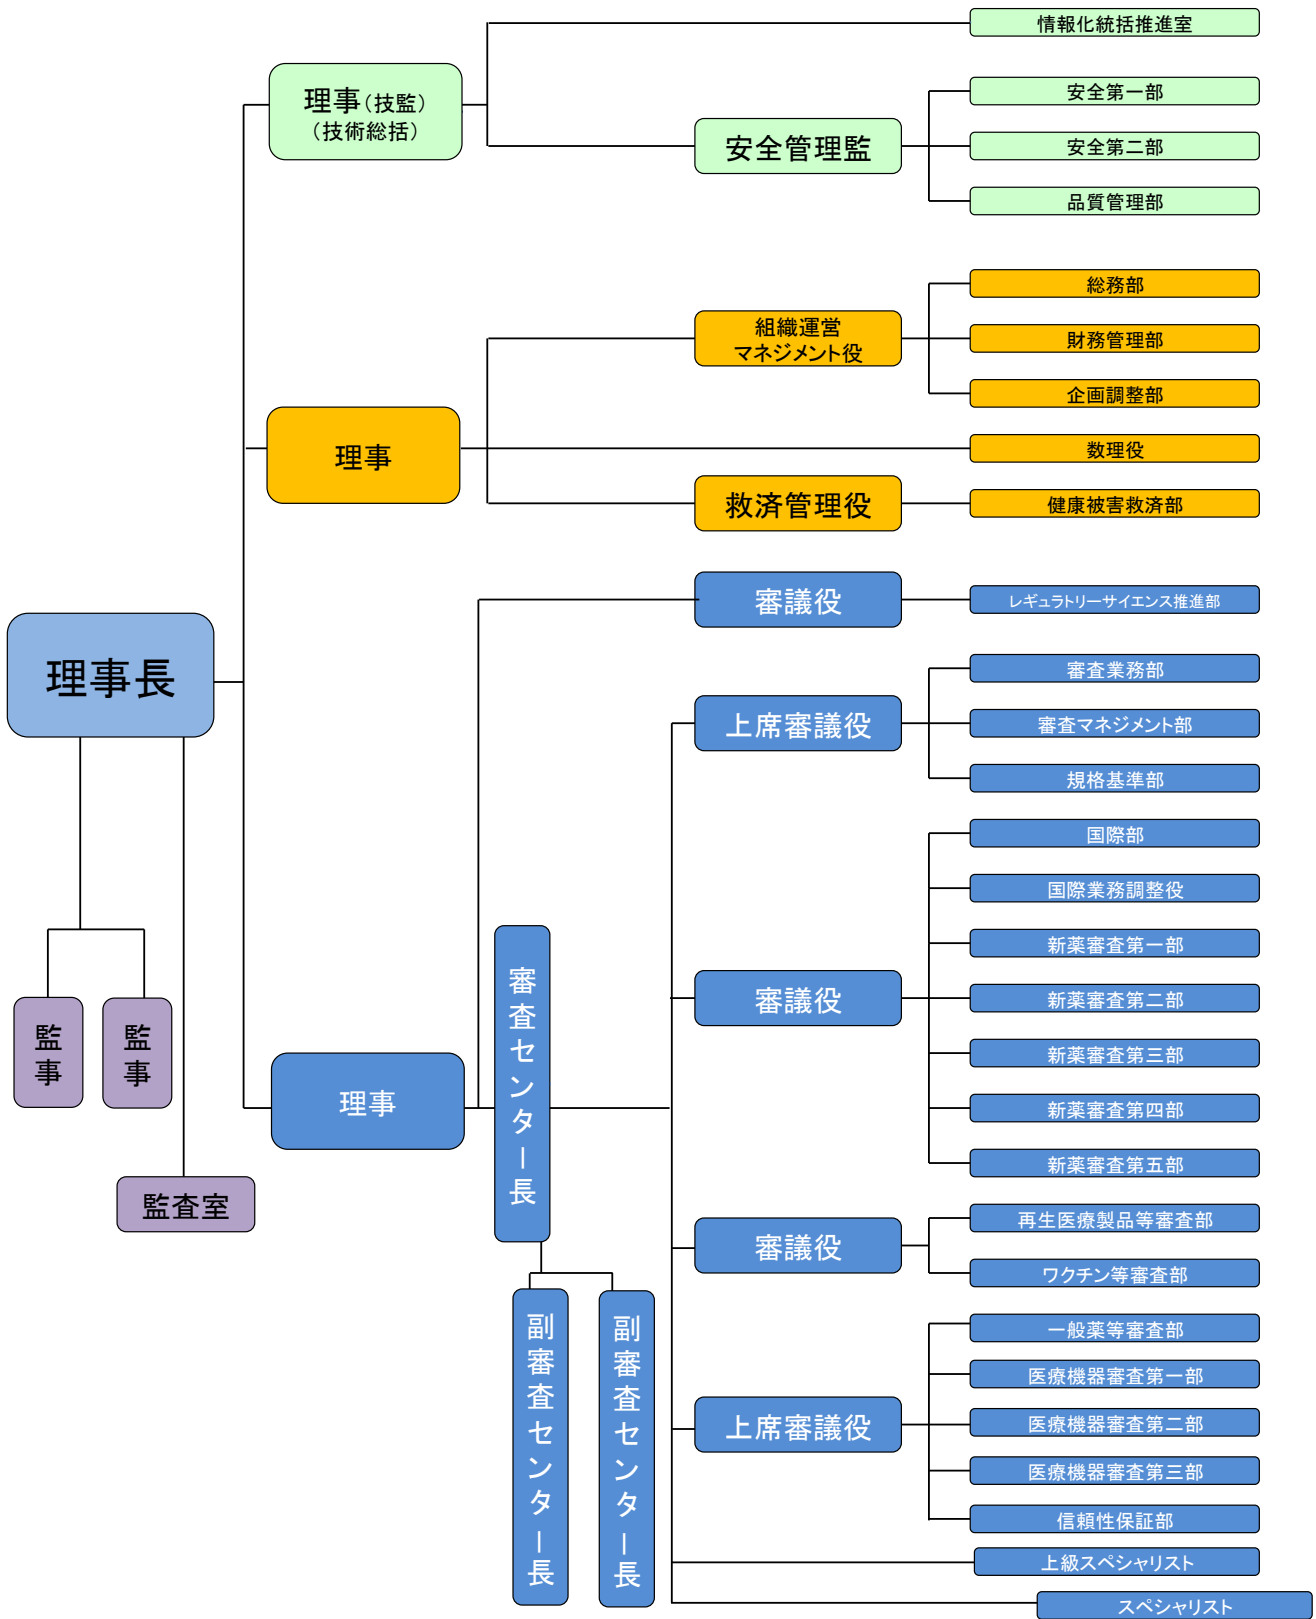 情報化統括推進室
理事（技監）
（技術総括）
安全第一部
安全管理監
安全第二部
品質管理部
総務部
組織運営
マネジメント役
財務管理部
企画調整部
理事
数理役
救済管理役
健康被害救済部
審議役
レギュラトリーサイエンス推進部
理事長
審査業務部
上席審議役
審査マネジメント部
規格基準部
国際部
国際業務調整役
新薬審査第一部
審議役
新薬審査第二部
新薬審査第三部
新薬審査第四部
新薬審査第五部
監事
監事
理事
審査センター長
監査室
審議役
再生医療製品等審査部
ワクチン等審査部
副審査センター長
副審査センター長
一般薬等審査部
医療機器審査第一部
上席審議役
医療機器審査第二部
医療機器審査第三部
信頼性保証部
上級スペシャリスト
スペシャリスト